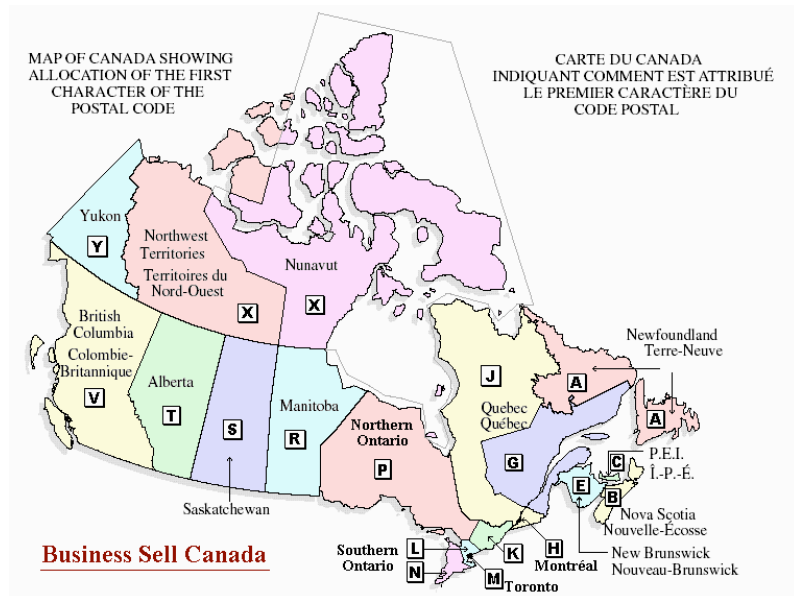 MAP OF CANADA SHOWING
ALLOCATION OF THE FIRST
CHARACTER OF THE
POSTAL CODE
CARTE DU CANADA
INDIQUANT COMMENT EST ATTRIBUÉ
LE PREMIER CARACTÈRE DU
CODE POSTAL
Yukon
Y
Northwest
Territories
Territoires du
Nord-Ouest
X
Nunavut
X
British
Columbia
Colombie-
Britannique
V
Alberta
T
S
Saskatchewan
Manitoba
R
Northern
Ontario
P
J
Quebec
Québec
G
Newfoundland
Terre-Neuve
A
A
P.E.I.
Î.-P.-É.
C
E
B
Nova Scotia
Nouvelle-Écosse
New Brunswick
Nouveau-Brunswick
H
Montréal
K
L
Southern
Ontario
N
M
Toronto
Business Sell Canada